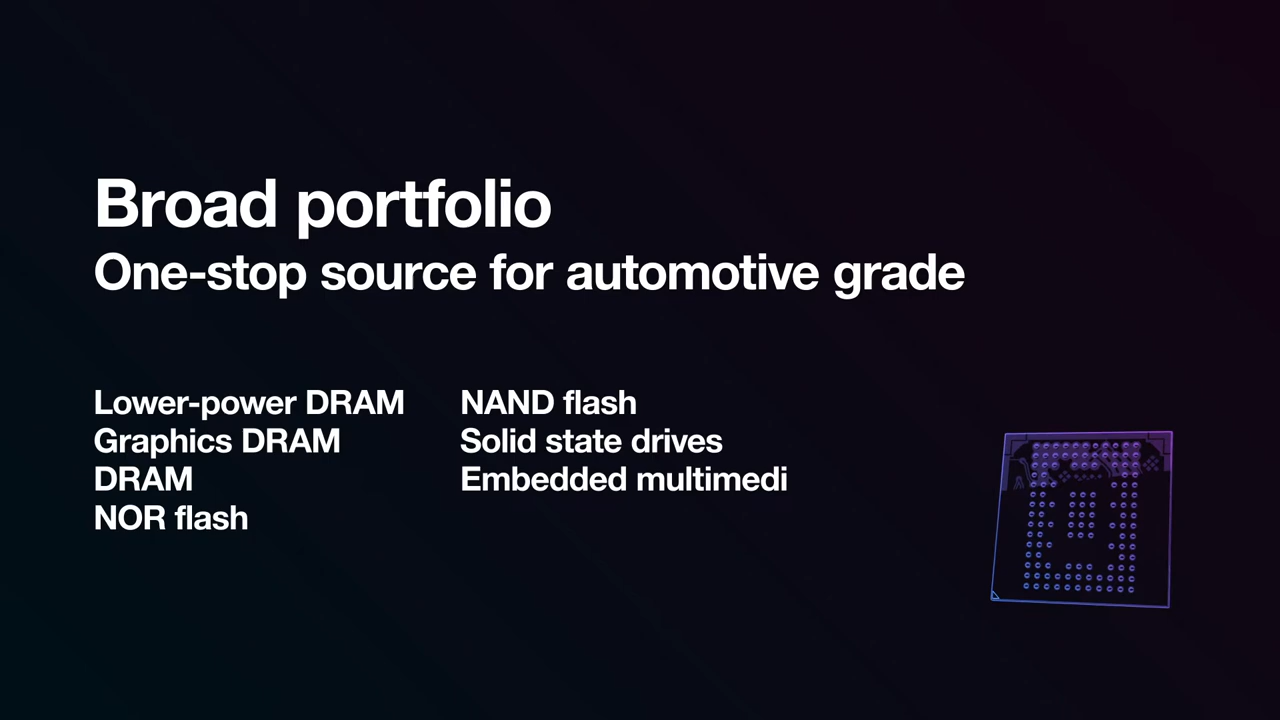 Broad portfolio
One-stop source for automotive grade
Lower-power DRAM
Graphics DRAM
DRAM
NOR flash
NAND flash
Solid state drives
Embedded multimedi